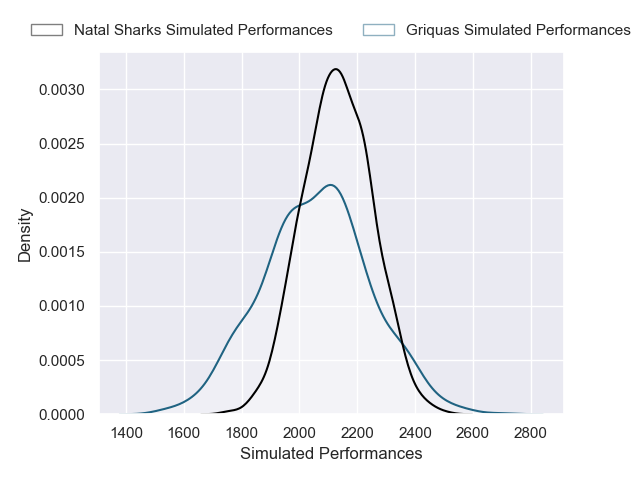 Natal Sharks Simulated Performances
Griquas Simulated Performances
0.0030
0.0025
0.0020
0.0015
0.0010
0.0005
0.0000
Density
1400 1600 1800 2000 2200 2400 2600 2800
Simulated Performances